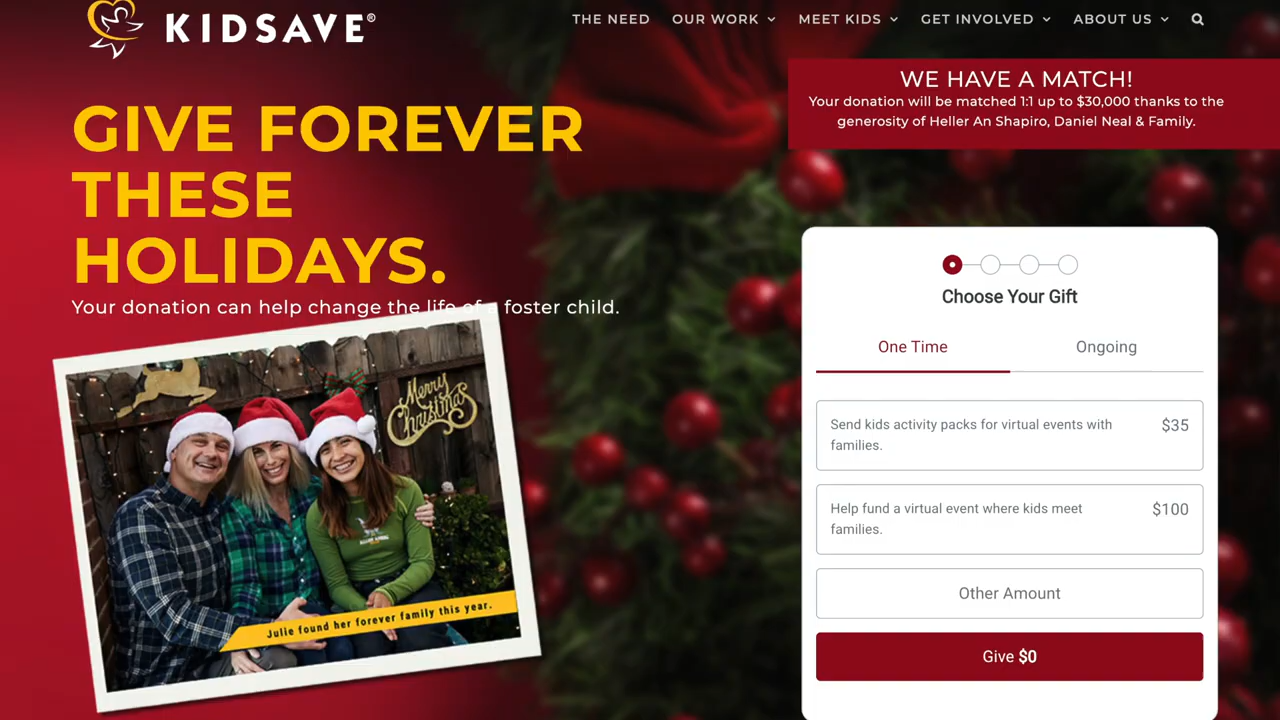 KIDSAVE®
THE NEED
OUR WORK
MEET KIDS
GET INVOLVED
ABOUT US
WE HAVE A MATCH!
Your donation will be matched 1:1 up to $30,000 thanks to the
generosity of Heller An Shapiro, Daniel Neal & Family.
GIVE FOREVER
THESE
HOLIDAYS.
Your donation can help change the life of a foster child.
Merry
Christmas
Julie found her forever family this year.
Choose Your Gift
One Time
Ongoing
Send kids activity packs for virtual events with
families.
$35
Help fund a virtual event where kids meet
families.
$100
Other Amount
Give $0